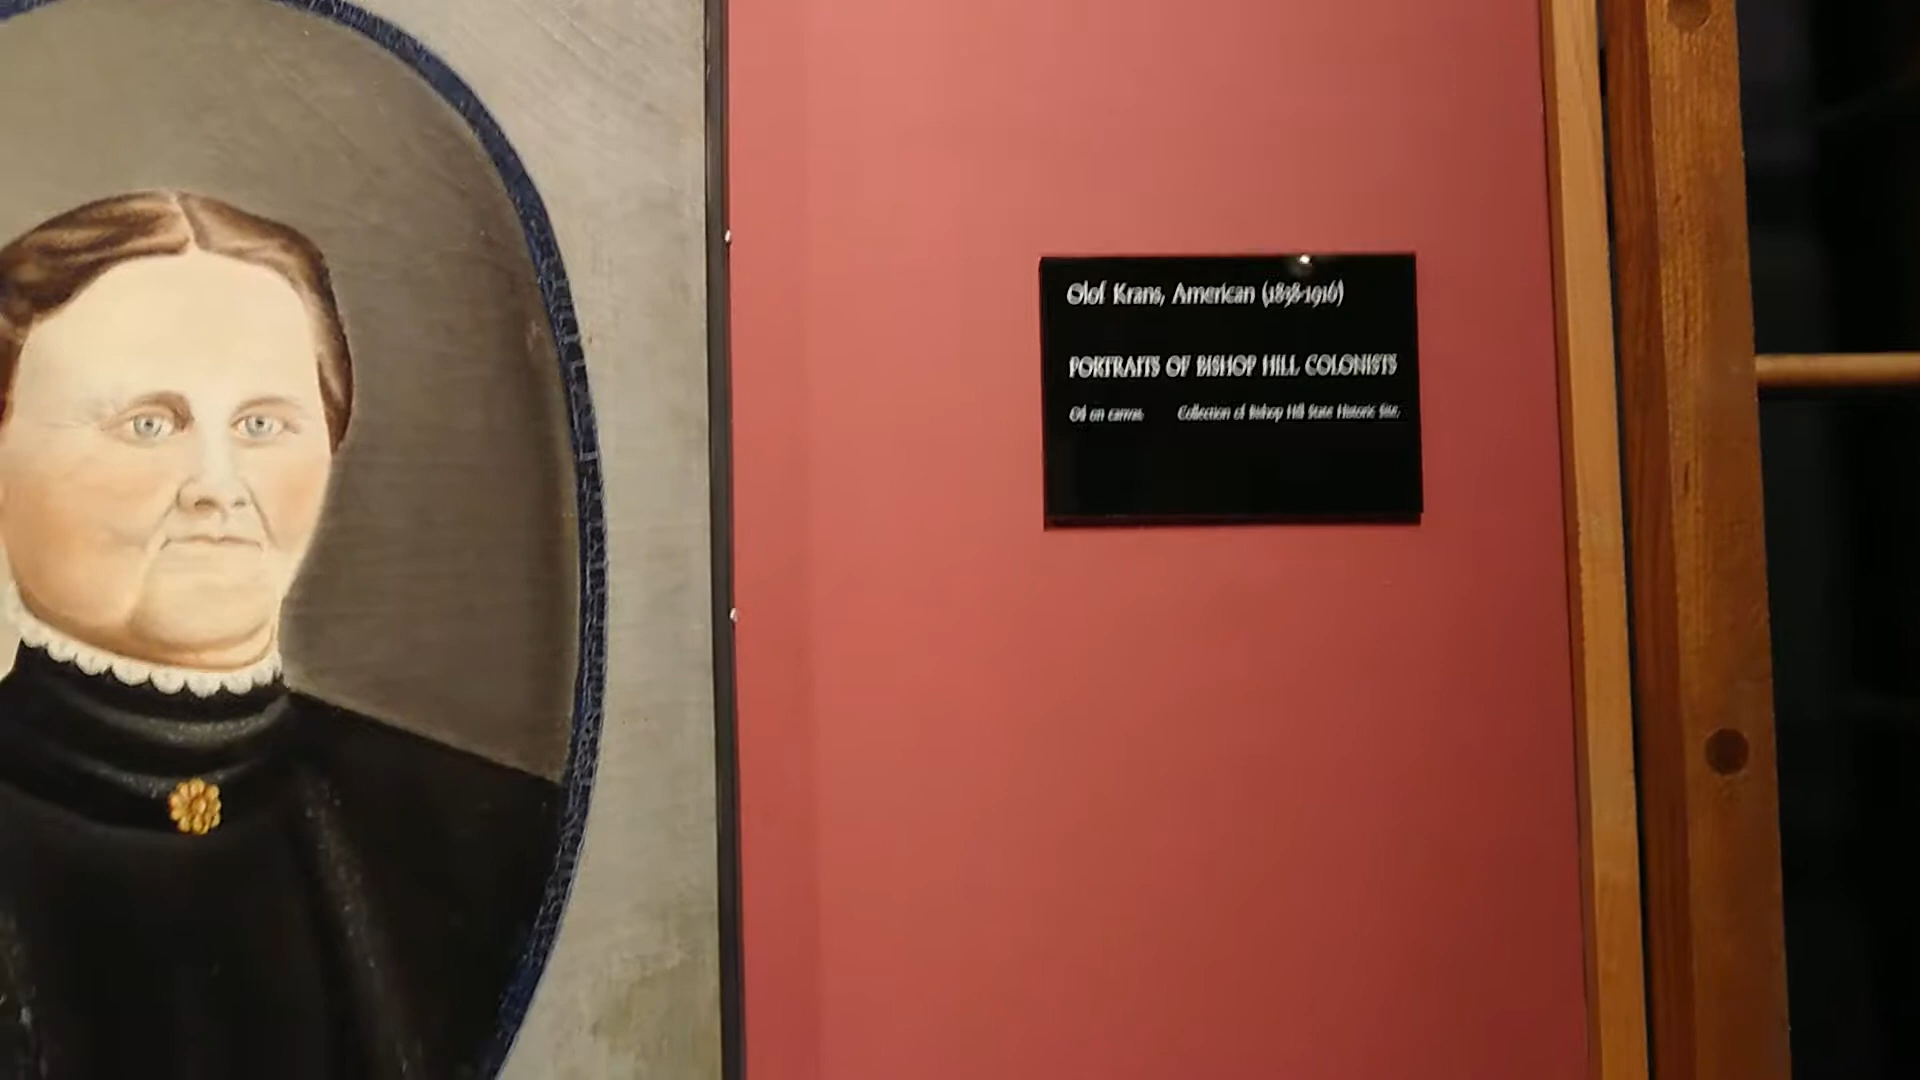 Olof Krans, American (1838-1916)
PORTRAITS OF BISHOP HILL COLONISTS
Oil on canvas Collection of Bishop Hill State Historic Site.